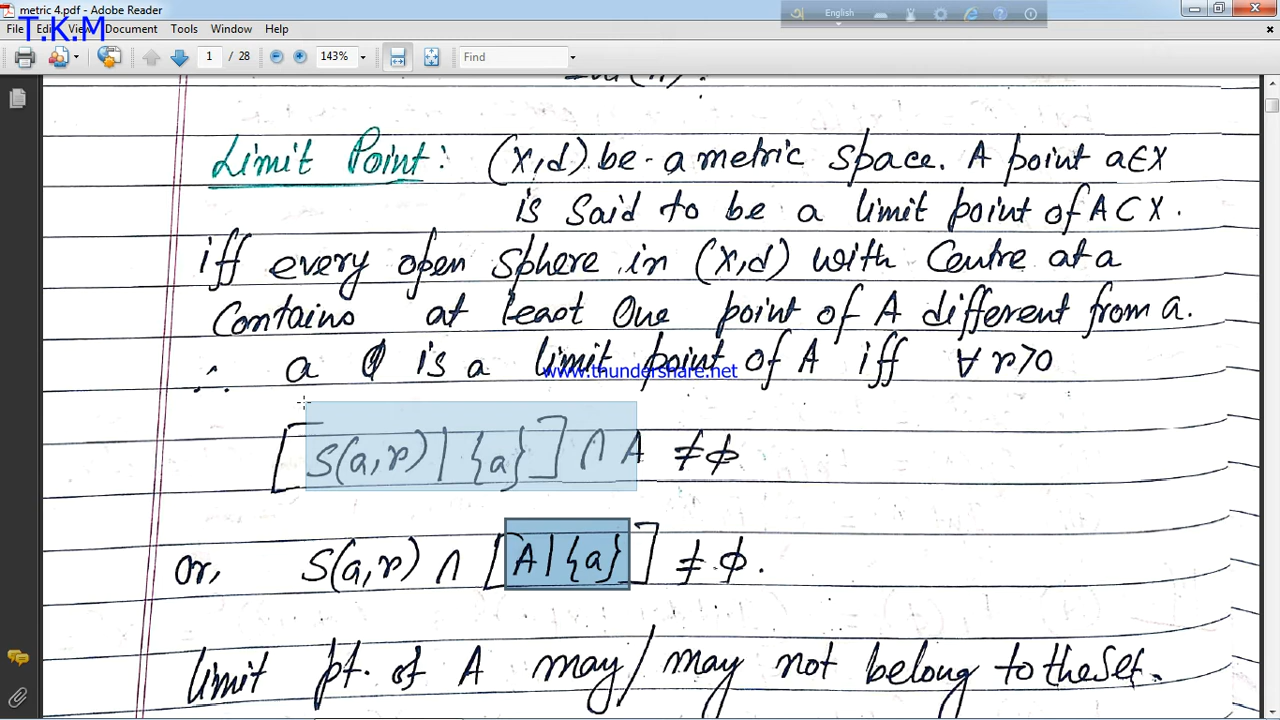 metric 4.pdf - Adobe Reader
English
T.K.M
File Edit View Document Tools Window Help
1 / 28 143% Find
Limit Point: (X,d) be a metric space. A point a∈X
is said to be a limit point of A⊂X.
iff every open sphere in (X,d) with Centre at a
Contains at least One point of A different from a.
∴ a is a limit point of A iff ∀ r>0
www.thundershare.net
[S(a,r) | {a}] ∩ A ≠ ϕ
or, S(a,r) ∩ [A | {a}] ≠ ϕ.
limit pt. of A may/may not belong to the Set.